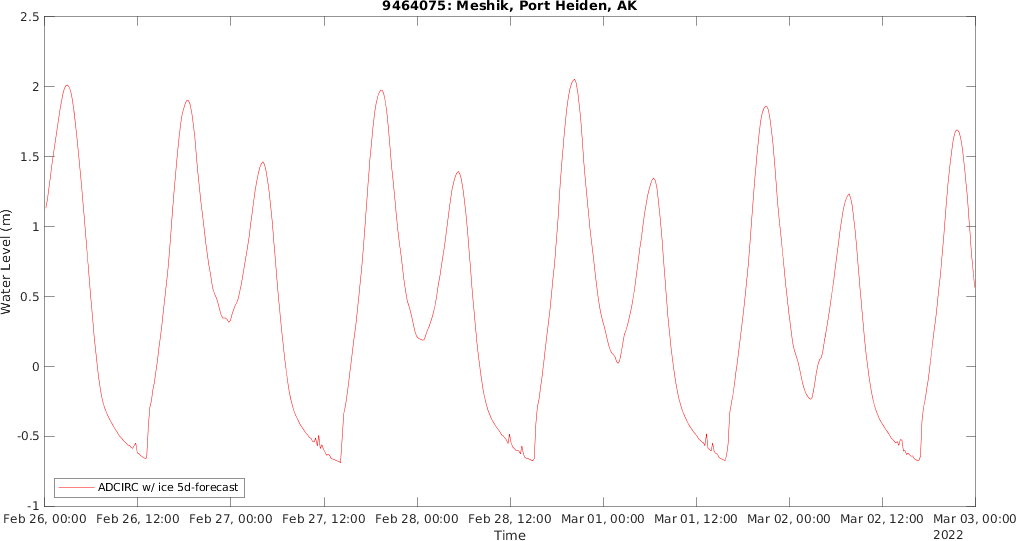 9464075: Meshik, Port Heiden, AK
2.5
2
1.5
1
0.5
0
-0.5
-1
Water Level (m)
ADCIRC w/ ice 5d-forecast
Feb 26, 00:00 Feb 26, 12:00 Feb 27, 00:00 Feb 27, 12:00 Feb 28, 00:00 Feb 28, 12:00 Mar 01, 00:00 Mar 01, 12:00 Mar 02, 00:00 Mar 02, 12:00 Mar 03, 00:00
Time
2022